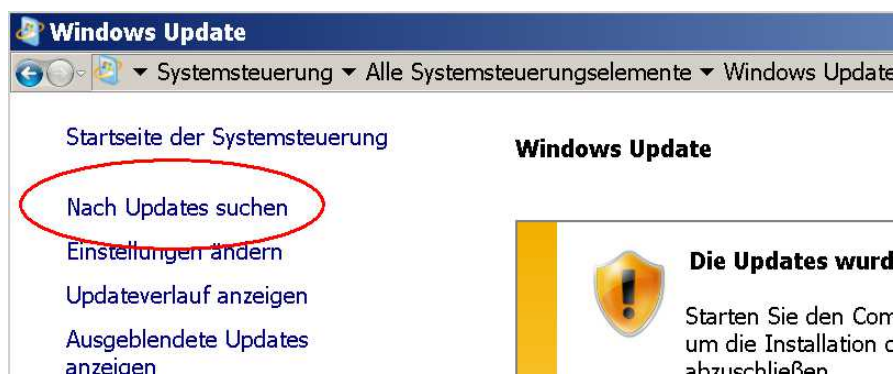 Windows Update
Systemsteuerung Alle Systemsteuerungselemente Windows Update
Startseite der Systemsteuerung
Windows Update
Nach Updates suchen
Einstellungen ändern
Die Updates wurd
Updateverlauf anzeigen
Starten Sie den Com
Ausgeblendete Updates
anzeigen
um die Installation d
abzuschließen